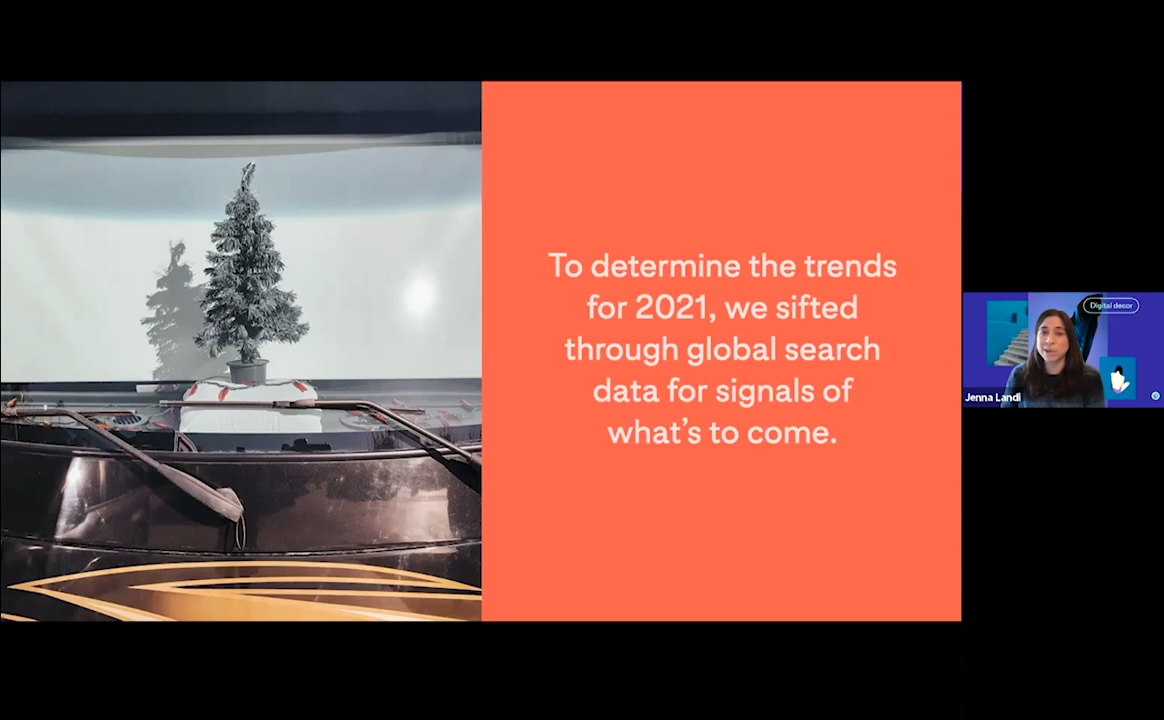 To determine the trends
for 2021, we sifted
through global search
data for signals of
what's to come.
Digital decor
Jenna Landi